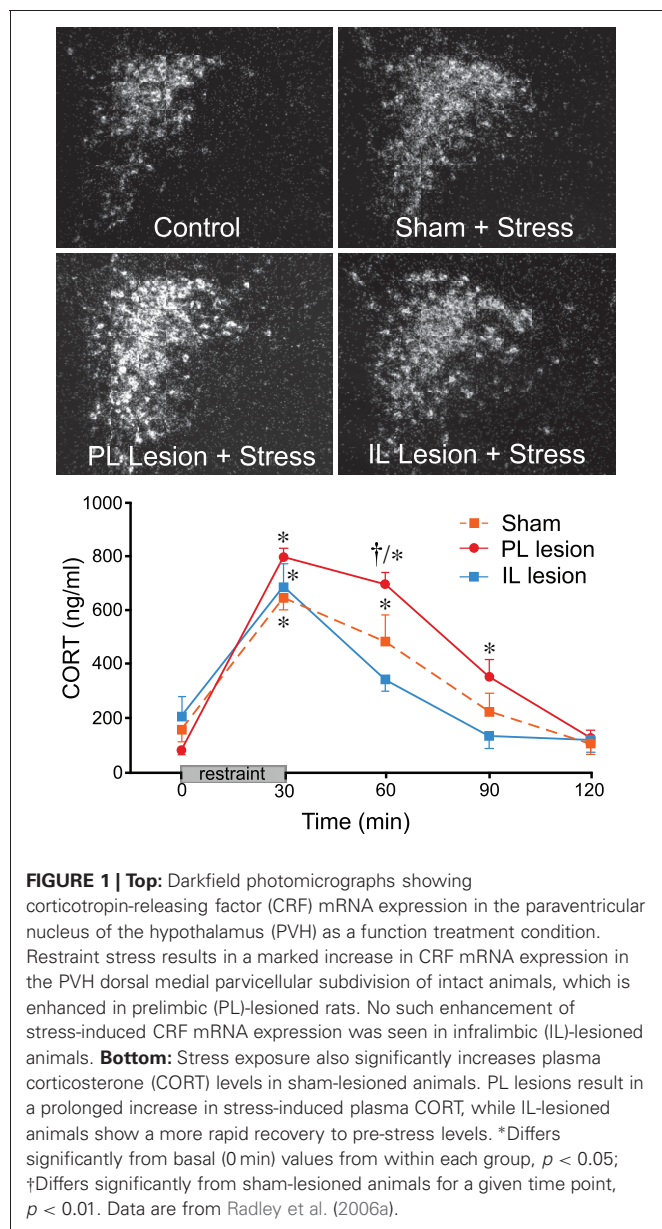 Control
Sham + Stress
PL Lesion + Stress
IL Lesion + Stress
1000
800
600
400
200
0
CORT (ng/ml)
Sham
PL lesion
IL lesion
*
*
*
†/*
*
*
restraint
0
30
60
90
120
Time (min)
FIGURE 1 | Top: Darkfield photomicrographs showing
corticotropin-releasing factor (CRF) mRNA expression in the paraventricular
nucleus of the hypothalamus (PVH) as a function treatment condition.
Restraint stress results in a marked increase in CRF mRNA expression in
the PVH dorsal medial parvicellular subdivision of intact animals, which is
enhanced in prelimbic (PL)-lesioned rats. No such enhancement of
stress-induced CRF mRNA expression was seen in infralimbic (IL)-lesioned
animals. Bottom: Stress exposure also significantly increases plasma
corticosterone (CORT) levels in sham-lesioned animals. PL lesions result in
a prolonged increase in stress-induced plasma CORT, while IL-lesioned
animals show a more rapid recovery to pre-stress levels. *Differs
significantly from basal (0 min) values from within each group, p < 0.05;
†Differs significantly from sham-lesioned animals for a given time point,
p < 0.01. Data are from Radley et al. (2006a).